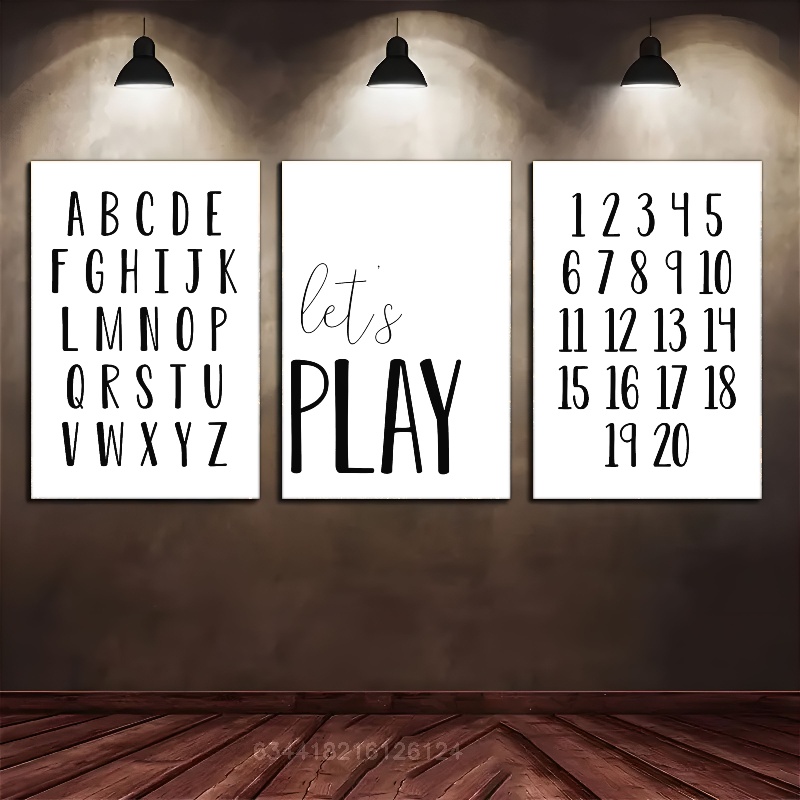 A B C D E
F G H I J K
L M N O P
Q R S T U
V W X Y Z
let's
PLAY
1 2 3 4 5
6 7 8 9 10
11 12 13 14
15 16 17 18
19 20
634418216126124